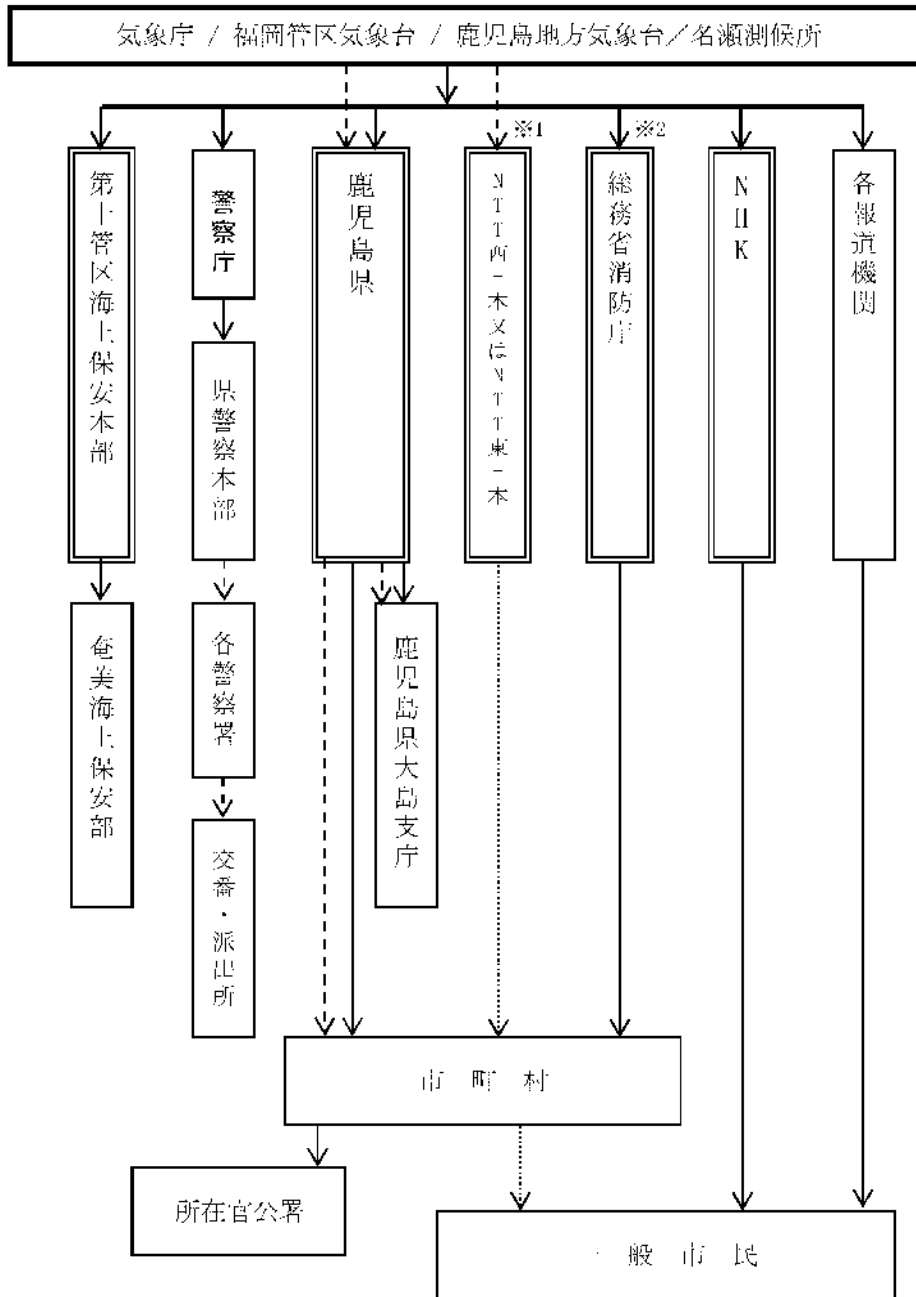 気象庁 / 福岡管区気象台 / 鹿児島地方気象台／名瀬測候所
※1
※2
第十管区海上保安本部
警察庁
鹿児島県
NTT西-本又はNTT東-本
総務省消防庁
NHK
各報道機関
県警察本部
奄美海上保安部
各警察署
鹿児島県大島支庁
交番・派出所
市町村
所在官公署
一般市民